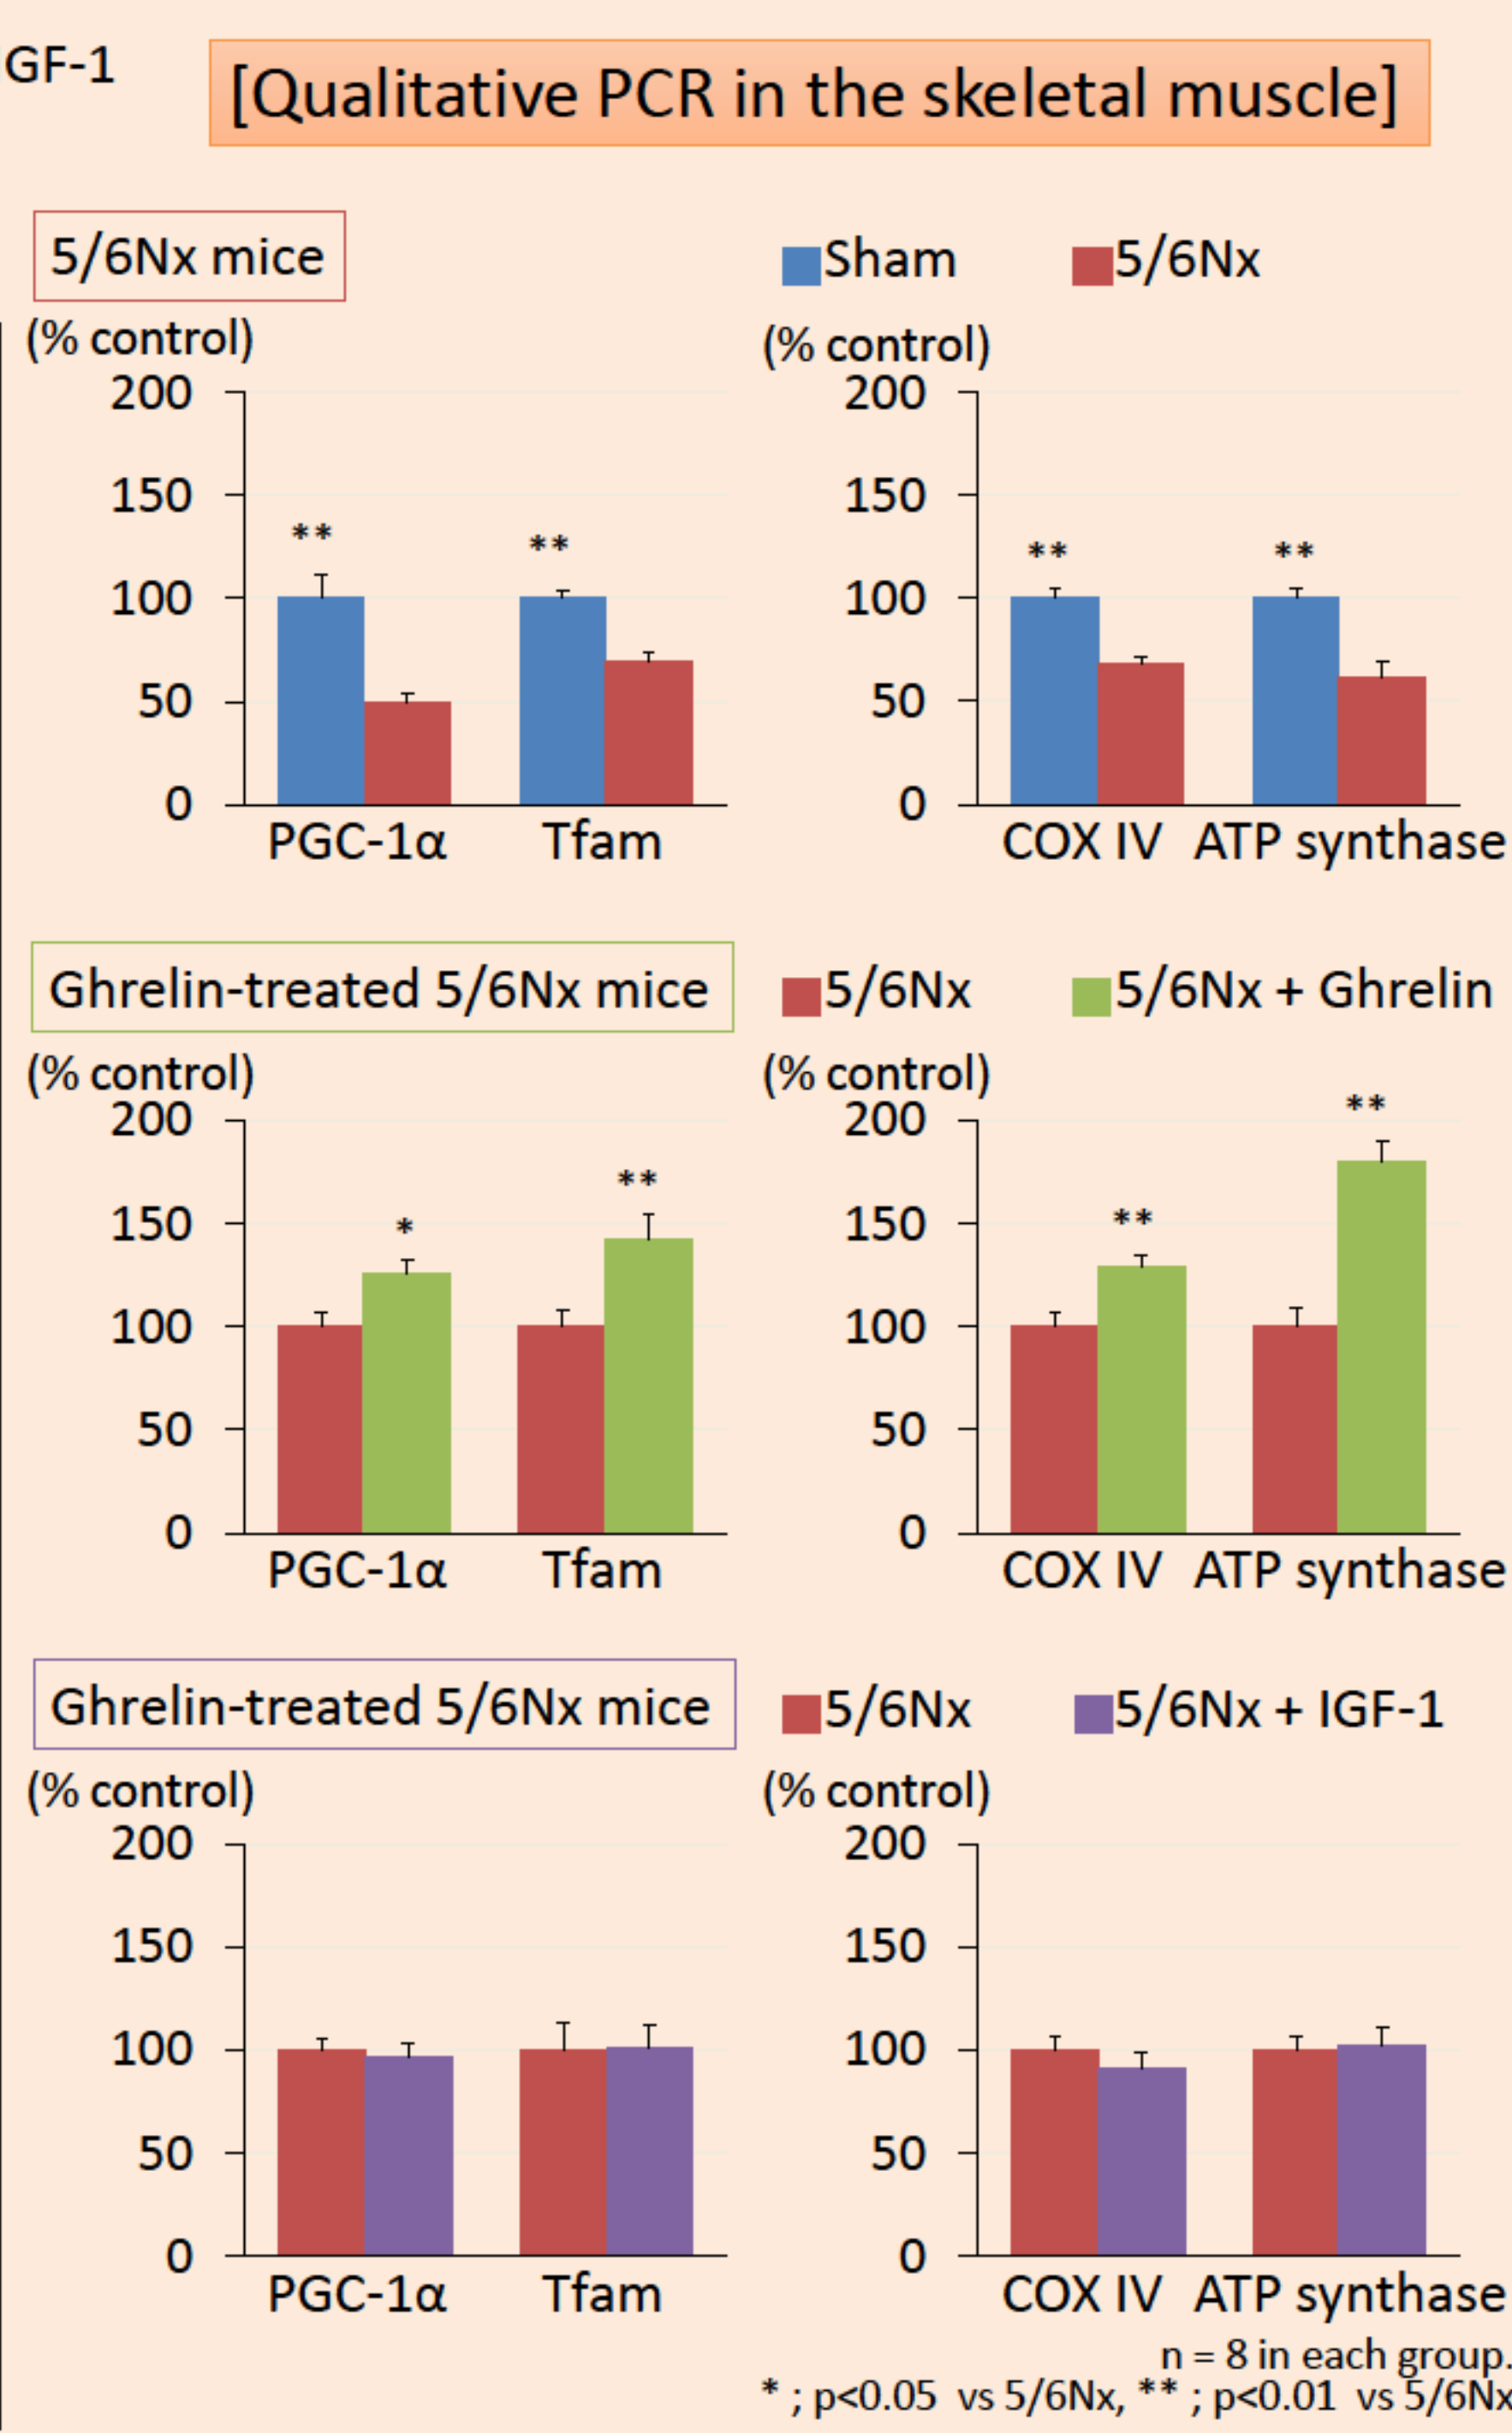 GF-1
[Qualitative PCR in the skeletal muscle]
5/6Nx mice
Sham 5/6Nx
(% control) (% control)
200 200
150 150
** ** ** **
100 100
50 50
0 0
PGC-1α Tfam COX IV ATP synthase
Ghrelin-treated 5/6Nx mice 5/6Nx 5/6Nx + Ghrelin
(% control) (% control)
**
200 200
**
150 * 150 **
100 100
50 50
0 0
PGC-1α Tfam COX IV ATP synthase
Ghrelin-treated 5/6Nx mice 5/6Nx 5/6Nx + IGF-1
(% control) (% control)
200 200
150 150
100 100
50 50
0 0
PGC-1α Tfam COX IV ATP synthase
n = 8 in each group.
* ; p<0.05 vs 5/6Nx, ** ; p<0.01 vs 5/6Nx